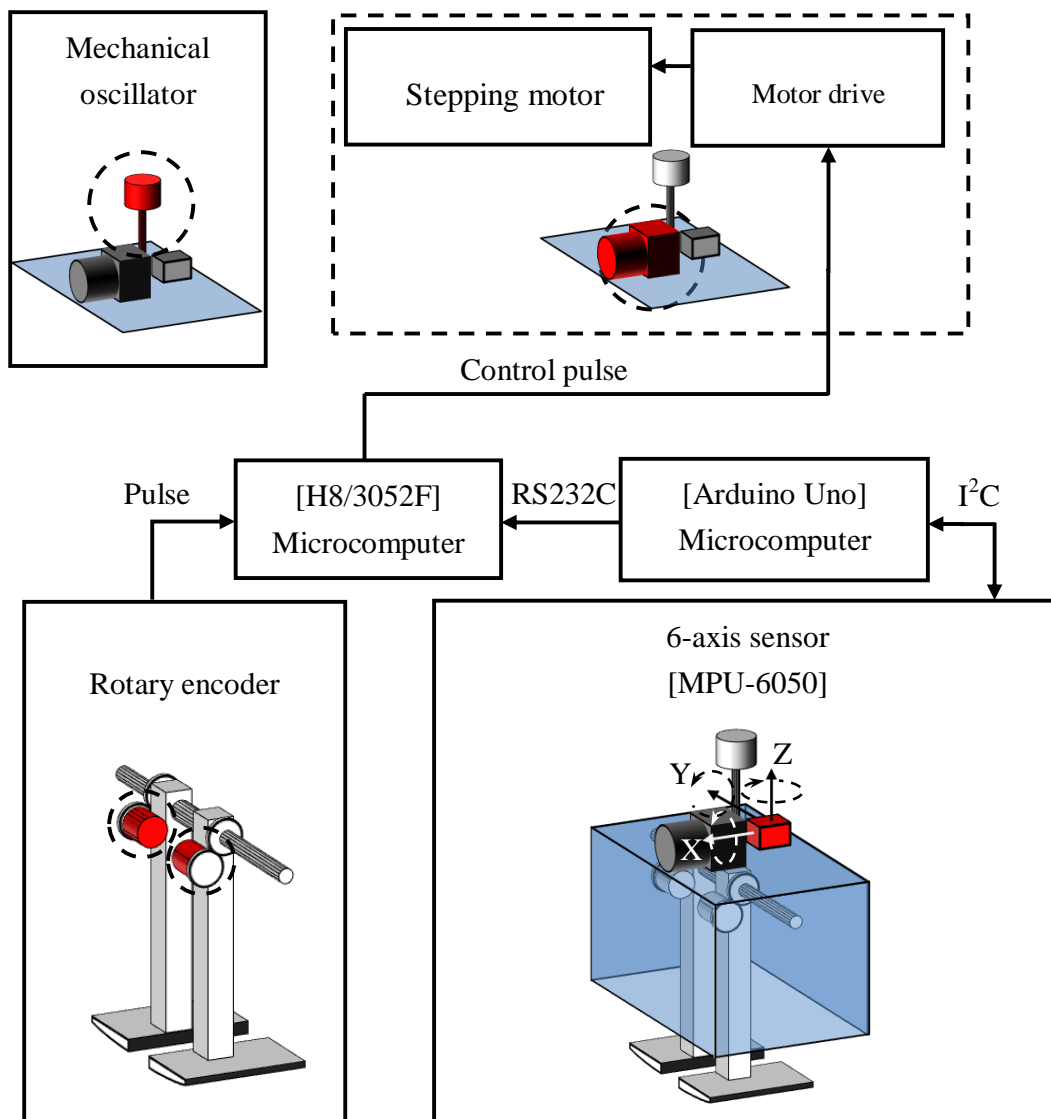 Mechanical
oscillator
Stepping motor
Motor drive
Control pulse
Pulse
[H8/3052F]
Microcomputer
RS232C
[Arduino Uno]
Microcomputer
I²C
Rotary encoder
6-axis sensor
[MPU-6050]
Z
Y
X